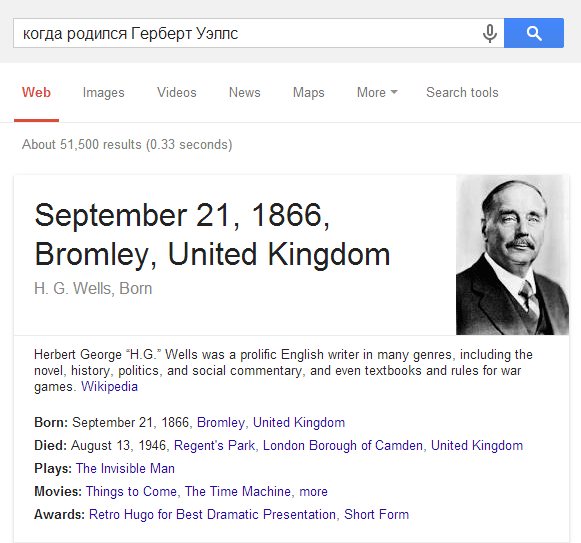 когда родился Герберт Уэллс
Web Images Videos News Maps More Search tools
About 51,500 results (0.33 seconds)
September 21, 1866,
Bromley, United Kingdom
H. G. Wells, Born
Herbert George “H.G.” Wells was a prolific English writer in many genres, including the
novel, history, politics, and social commentary, and even textbooks and rules for war
games. Wikipedia
Born: September 21, 1866, Bromley, United Kingdom
Died: August 13, 1946, Regent's Park, London Borough of Camden, United Kingdom
Plays: The Invisible Man
Movies: Things to Come, The Time Machine, more
Awards: Retro Hugo for Best Dramatic Presentation, Short Form